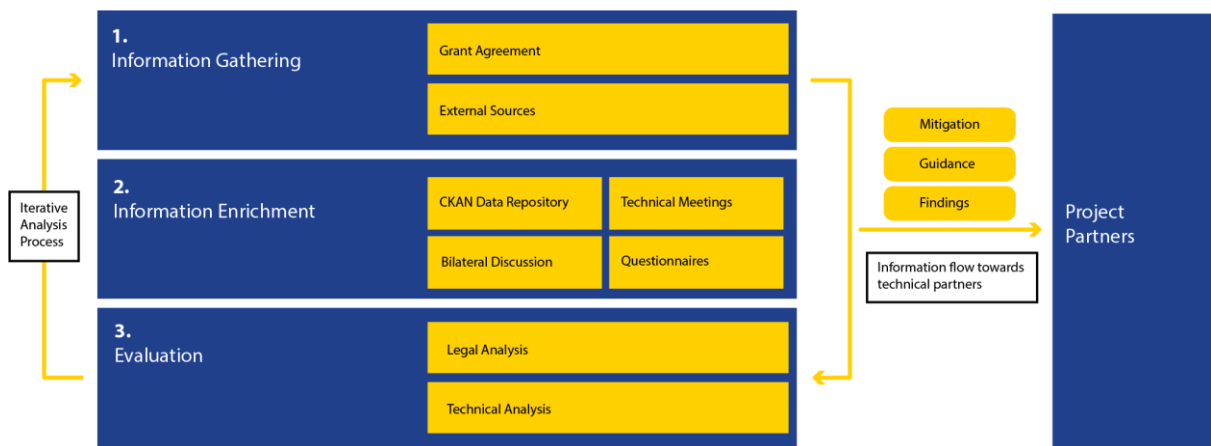 1.
Information Gathering
Grant Agreement
External Sources
Iterative
Analysis
Process
2.
Information Enrichment
CKAN Data Repository
Technical Meetings
Bilateral Discussion
Questionnaires
3.
Evaluation
Legal Analysis
Technical Analysis
Mitigation
Guidance
Findings
Information flow towards
technical partners
Project
Partners